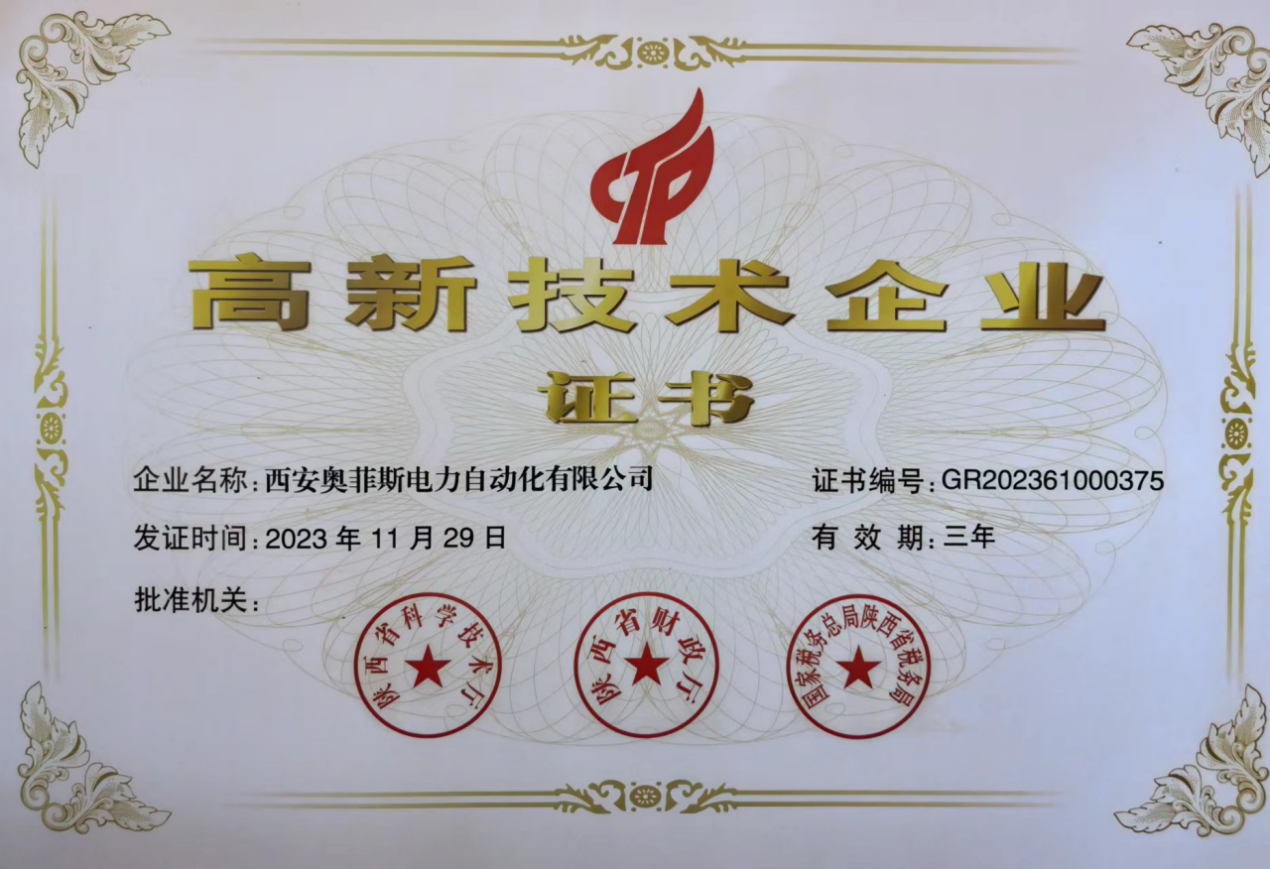 高新技术企业
证书
企业名称：西安奥菲斯电力自动化有限公司
证书编号：GR202361000375
发证时间：2023 年 11 月 29 日
有 效 期：三年
批准机关：
陕西省科学技术厅
陕西省财政厅
国家税务总局陕西省税务局